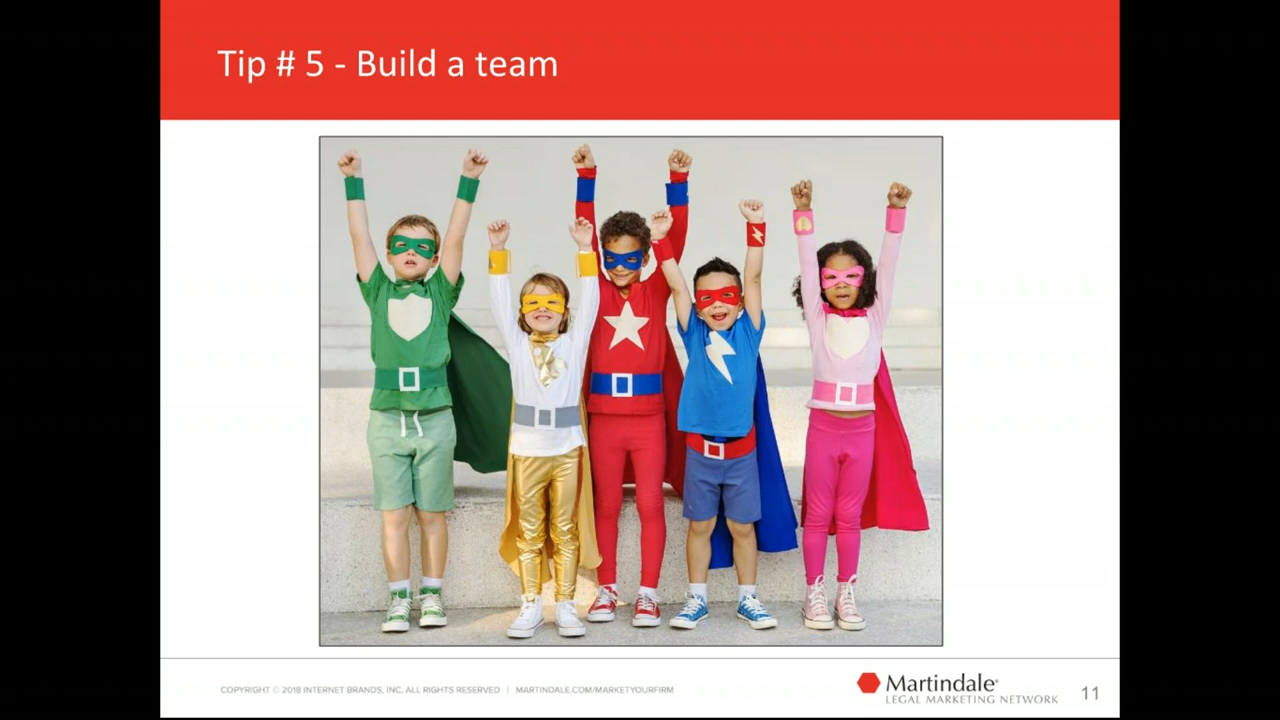 Tip # 5 - Build a team
COPYRIGHT © 2018 INTERNET BRANDS, INC. ALL RIGHTS RESERVED | MARTINDALE.COM/MARKETYOURFIRM
Martindale®
LEGAL MARKETING NETWORK
11